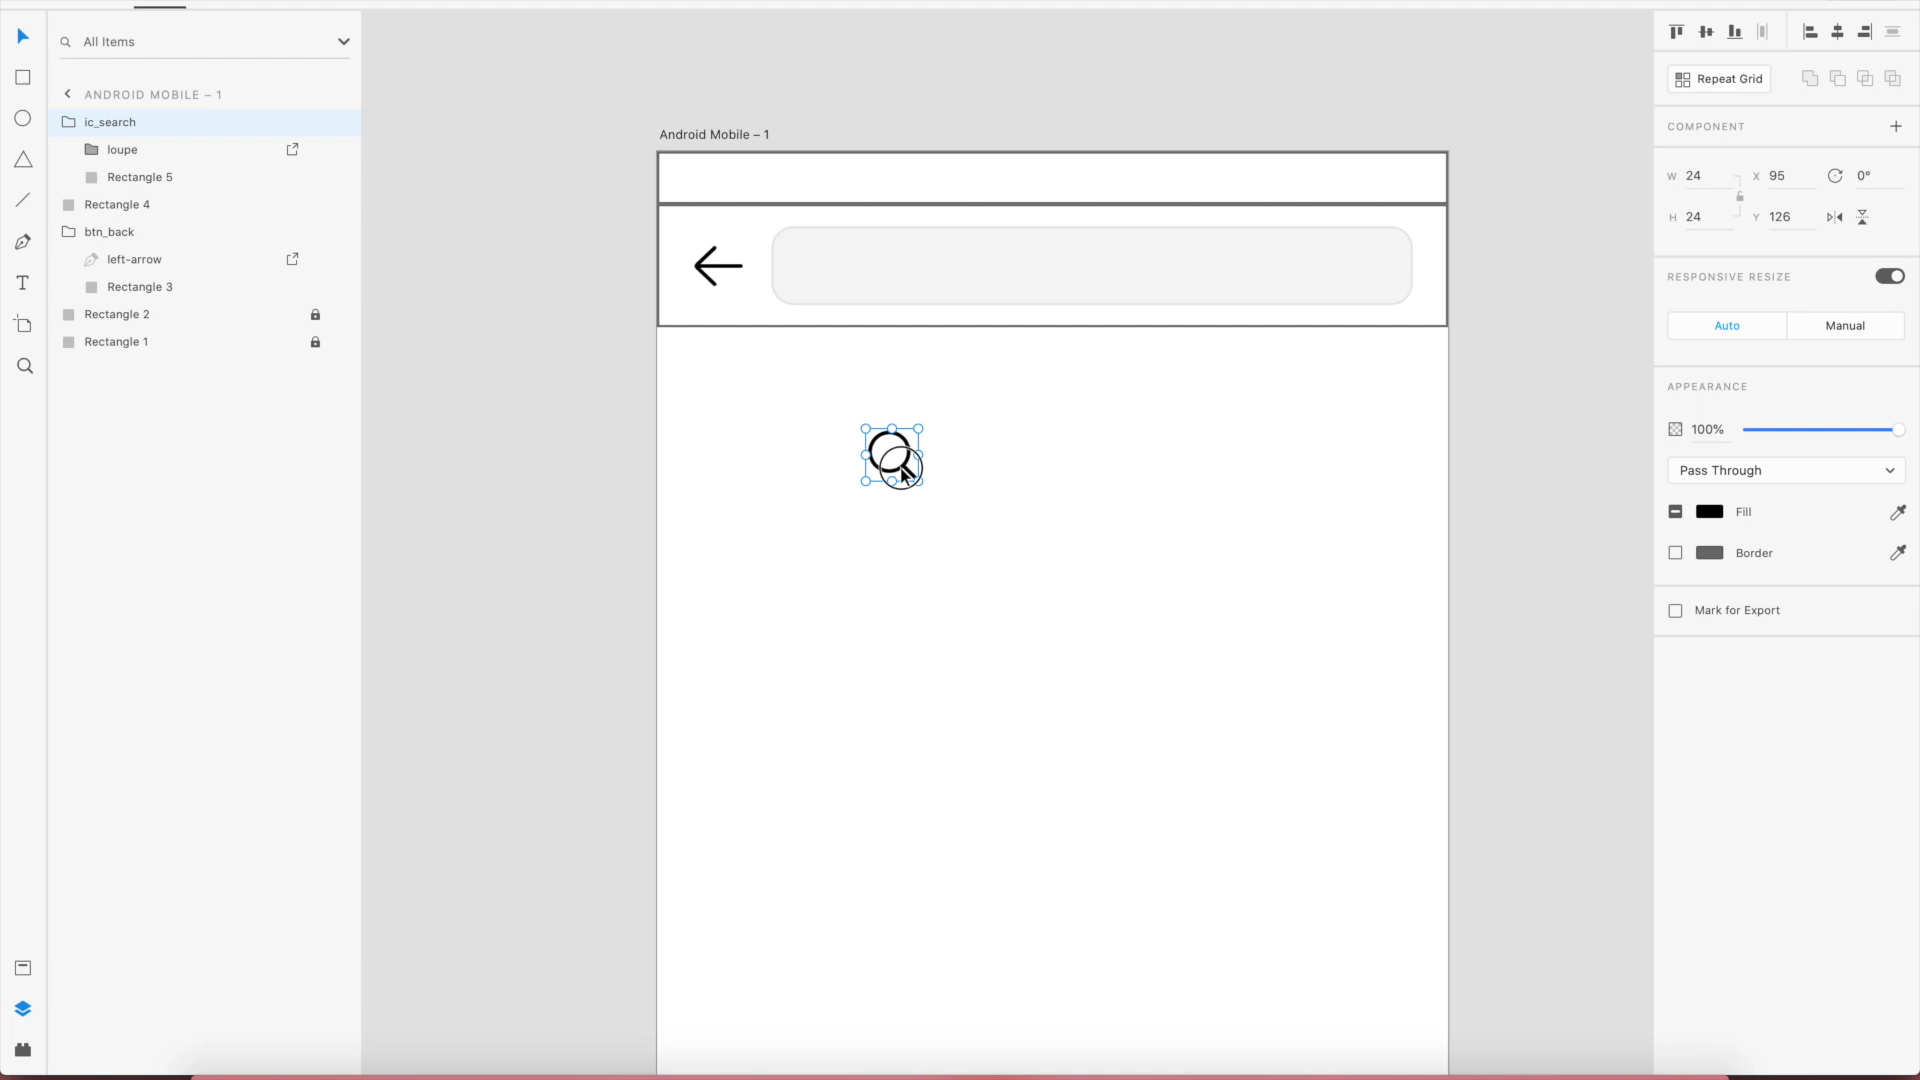 All Items
ANDROID MOBILE – 1
ic_search
loupe
Rectangle 5
Rectangle 4
btn_back
left-arrow
Rectangle 3
Rectangle 2
Rectangle 1
T
Android Mobile – 1
Repeat Grid
COMPONENT
W 24 X 95 0°
H 24 Y 126
RESPONSIVE RESIZE
Auto Manual
APPEARANCE
100%
Pass Through
Fill
Border
Mark for Export